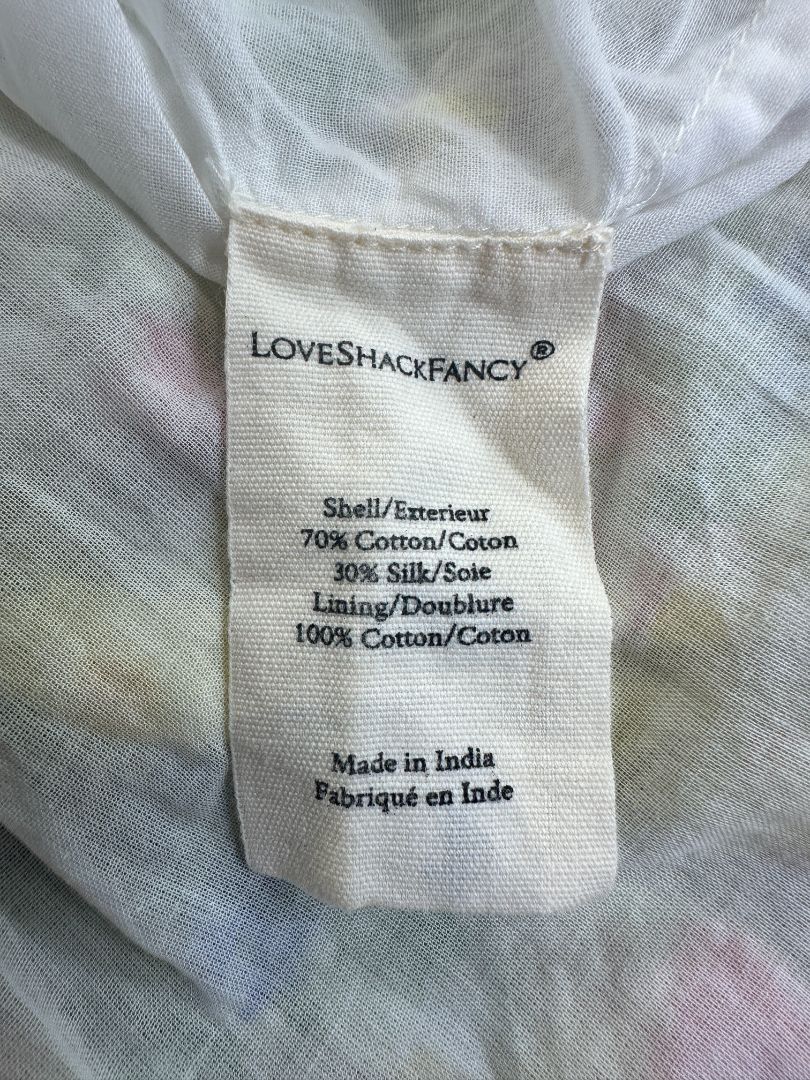 LOVESHACKFANCY®
Shell/Exterieur
70% Cotton/Coton
30% Silk/Soie
Lining/Doublure
100% Cotton/Coton
Made in India
Fabriqué en Inde